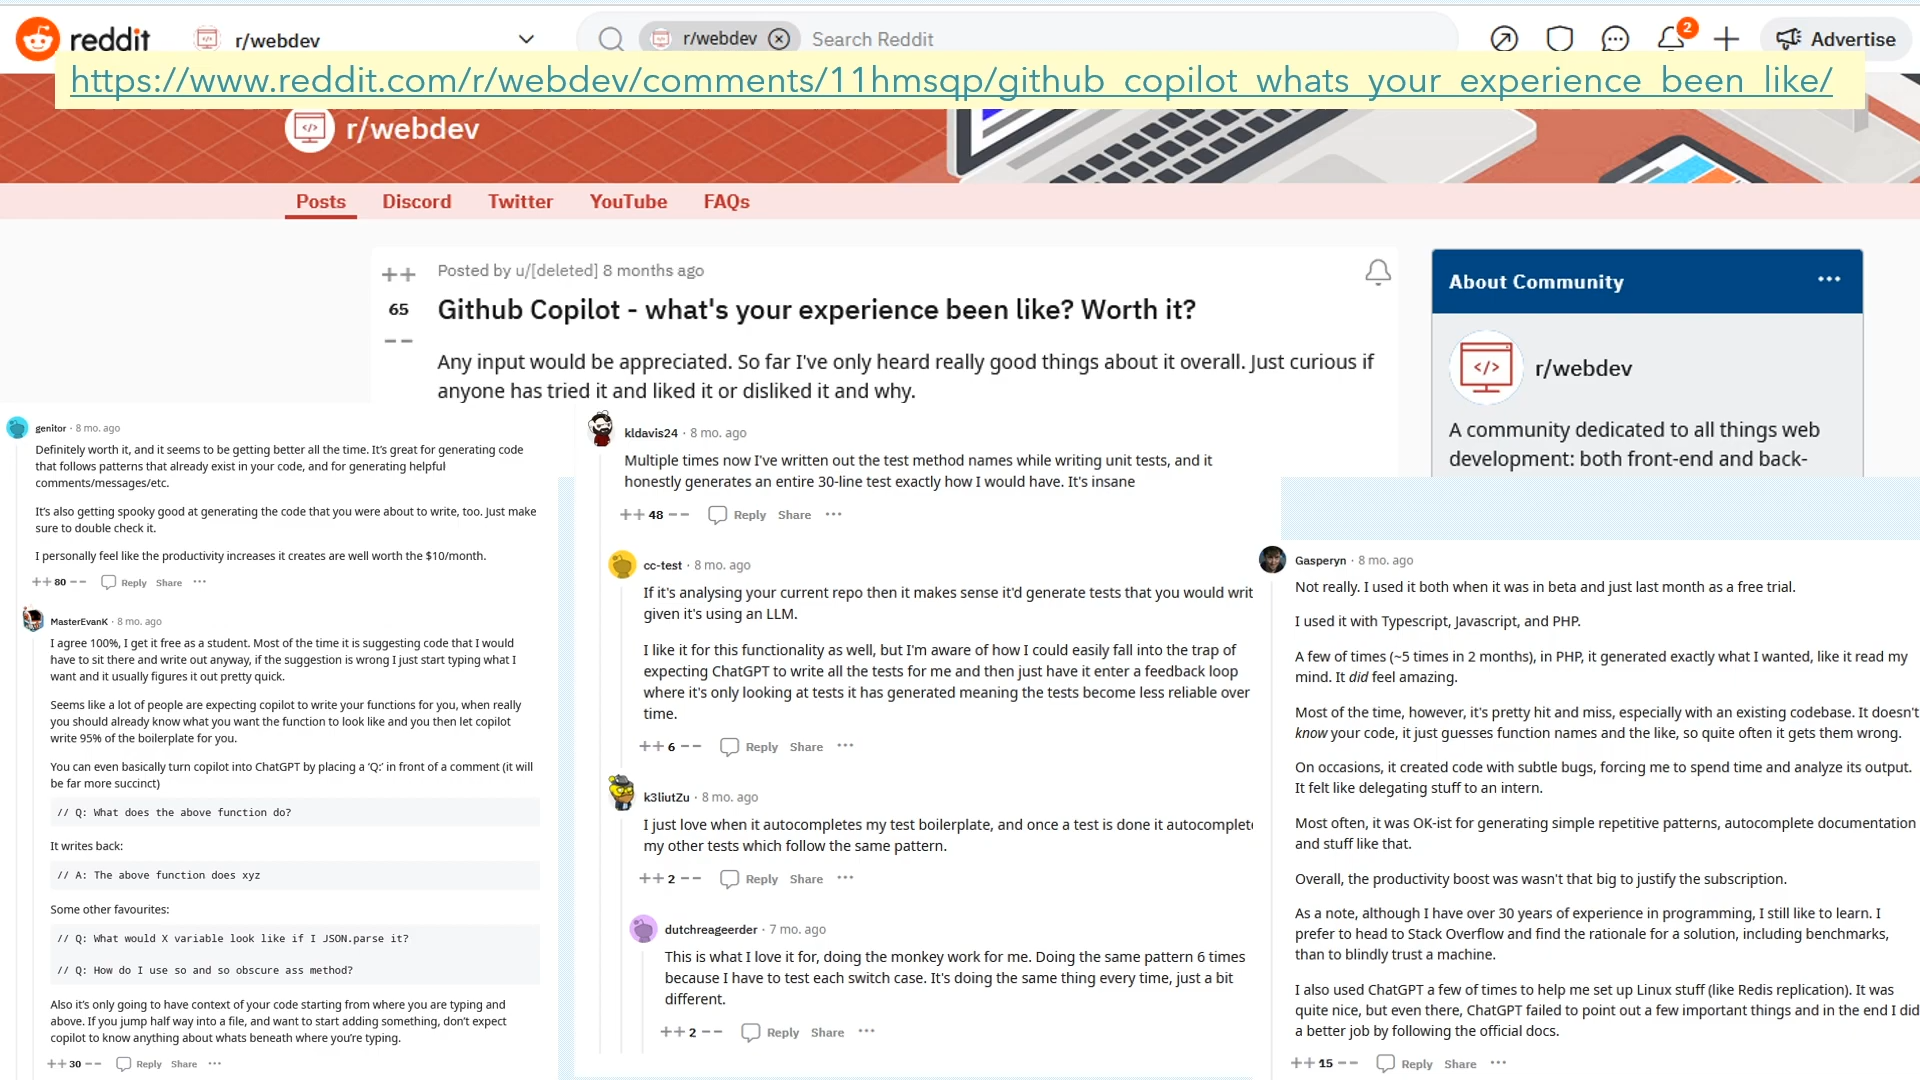 reddit
r/webdev
r/webdev
Search Reddit
2
Advertise
https://www.reddit.com/r/webdev/comments/11hmsqp/github_copilot_whats_your_experience_been_like/
r/webdev
Posts
Discord
Twitter
YouTube
FAQs
Posted by u/[deleted] 8 months ago
65
Github Copilot - what's your experience been like? Worth it?
Any input would be appreciated. So far I've only heard really good things about it overall. Just curious if
anyone has tried it and liked it or disliked it and why.
About Community
r/webdev
A community dedicated to all things web
development: both front-end and back-
genitor · 8 mo. ago
Definitely worth it, and it seems to be getting better all the time. It's great for generating code
that follows patterns that already exist in your code, and for generating helpful
comments/messages/etc.
It's also getting spooky good at generating the code that you were about to write, too. Just make
sure to double check it.
I personally feel like the productivity increases it creates are well worth the $10/month.
80 Reply Share ···
MasterEvanK · 8 mo. ago
I agree 100%, I get it free as a student. Most of the time it is suggesting code that I would
have to sit there and write out anyway, if the suggestion is wrong I just start typing what I
want and it usually figures it out pretty quick.
Seems like a lot of people are expecting copilot to write your functions for you, when really
you should already know what you want the function to look like and you then let copilot
write 95% of the boilerplate for you.
You can even basically turn copilot into ChatGPT by placing a ‘Q:’ in front of a comment (it will
be far more succinct)
// Q: What does the above function do?
It writes back:
// A: The above function does xyz
Some other favourites:
// Q: What would X variable look like if I JSON.parse it?
// Q: How do I use so and so obscure ass method?
Also it’s only going to have context of your code starting from where you are typing and
above. If you jump half way into a file, and want to start adding something, don’t expect
copilot to know anything about whats beneath where you’re typing.
30 Reply Share ···
kldavis24 · 8 mo. ago
Multiple times now I've written out the test method names while writing unit tests, and it
honestly generates an entire 30-line test exactly how I would have. It's insane
48 Reply Share ···
cc-test · 8 mo. ago
If it's analysing your current repo then it makes sense it'd generate tests that you would writ
given it's using an LLM.
I like it for this functionality as well, but I'm aware of how I could easily fall into the trap of
expecting ChatGPT to write all the tests for me and then just have it enter a feedback loop
where it's only looking at tests it has generated meaning the tests become less reliable over
time.
6 Reply Share ···
k3liutZu · 8 mo. ago
I just love when it autocompletes my test boilerplate, and once a test is done it autocomplet
my other tests which follow the same pattern.
2 Reply Share ···
dutchreageerder · 7 mo. ago
This is what I love it for, doing the monkey work for me. Doing the same pattern 6 times
because I have to test each switch case. It's doing the same thing every time, just a bit
different.
2 Reply Share ···
Gasperyn · 8 mo. ago
Not really. I used it both when it was in beta and just last month as a free trial.
I used it with Typescript, Javascript, and PHP.
A few of times (~5 times in 2 months), in PHP, it generated exactly what I wanted, like it read my
mind. It did feel amazing.
Most of the time, however, it's pretty hit and miss, especially with an existing codebase. It doesn't
know your code, it just guesses function names and the like, so quite often it gets them wrong.
On occasions, it created code with subtle bugs, forcing me to spend time and analyze its output.
It felt like delegating stuff to an intern.
Most often, it was OK-ist for generating simple repetitive patterns, autocomplete documentation
and stuff like that.
Overall, the productivity boost was wasn't that big to justify the subscription.
As a note, although I have over 30 years of experience in programming, I still like to learn. I
prefer to head to Stack Overflow and find the rationale for a solution, including benchmarks,
than to blindly trust a machine.
I also used ChatGPT a few of times to help me set up Linux stuff (like Redis replication). It was
quite nice, but even there, ChatGPT failed to point out a few important things and in the end I did
a better job by following the official docs.
15 Reply Share ···